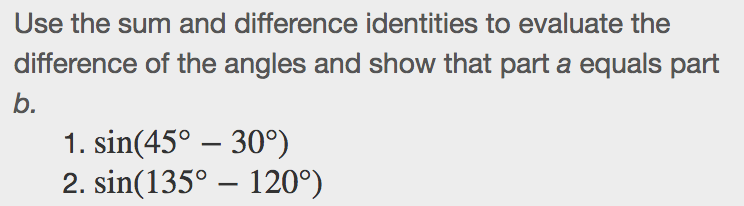 Use the sum and difference identities to evaluate the
difference of the angles and show that part a equals part
b.
1. sin(45° − 30°)
2. sin(135° − 120°)